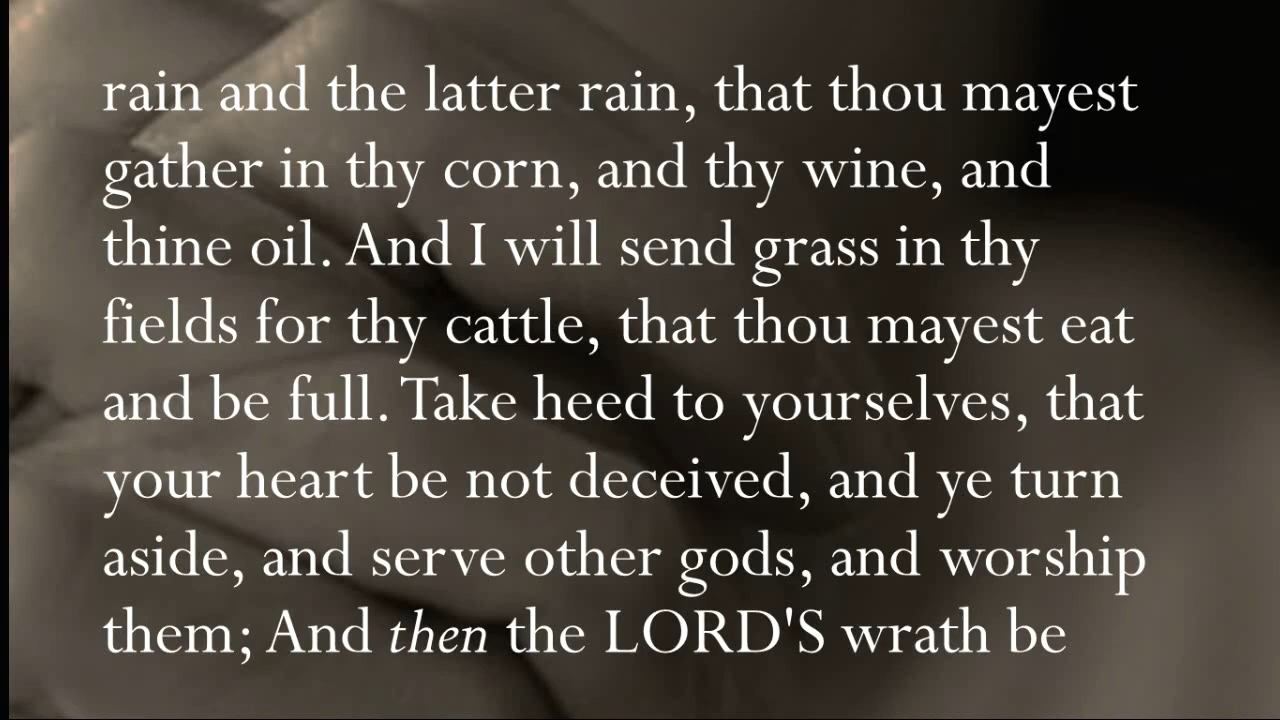 rain and the latter rain, that thou mayest
gather in thy corn, and thy wine, and
thine oil. And I will send grass in thy
fields for thy cattle, that thou mayest eat
and be full. Take heed to yourselves, that
your heart be not deceived, and ye turn
aside, and serve other gods, and worship
them; And then the LORD'S wrath be